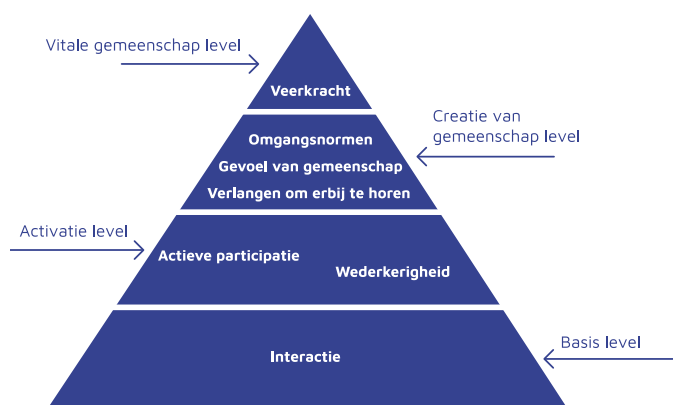 Vitale gemeenschap level
Veerkracht
Creatie van
gemeenschap level
Omgangsnormen
Gevoel van gemeenschap
Verlangen om erbij te horen
Activatie level
Actieve participatie
Wederkerigheid
Basis level
Interactie